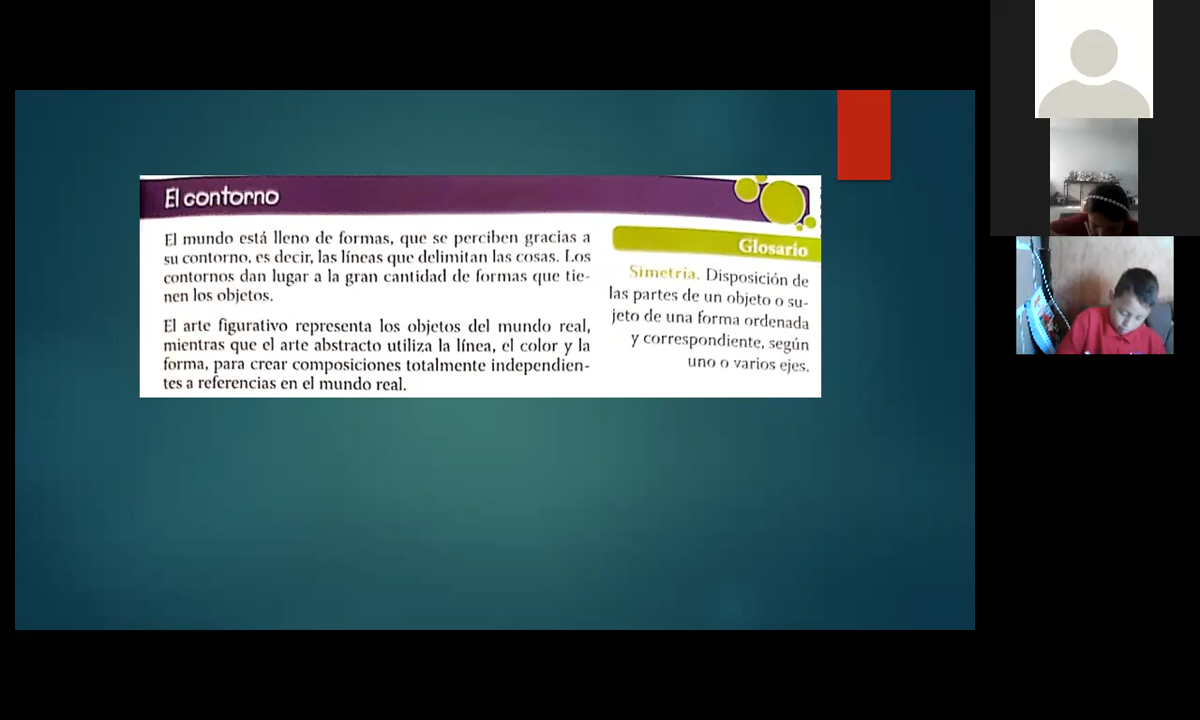 El contorno
El mundo está lleno de formas, que se perciben gracias a
su contorno, es decir, las líneas que delimitan las cosas. Los
contornos dan lugar a la gran cantidad de formas que tie-
nen los objetos.
El arte figurativo representa los objetos del mundo real,
mientras que el arte abstracto utiliza la línea, el color y la
forma, para crear composiciones totalmente independien-
tes a referencias en el mundo real.
Glosario
Simetría. Disposición de
las partes de un objeto o su-
jeto de una forma ordenada
y correspondiente, según
uno o varios ejes.